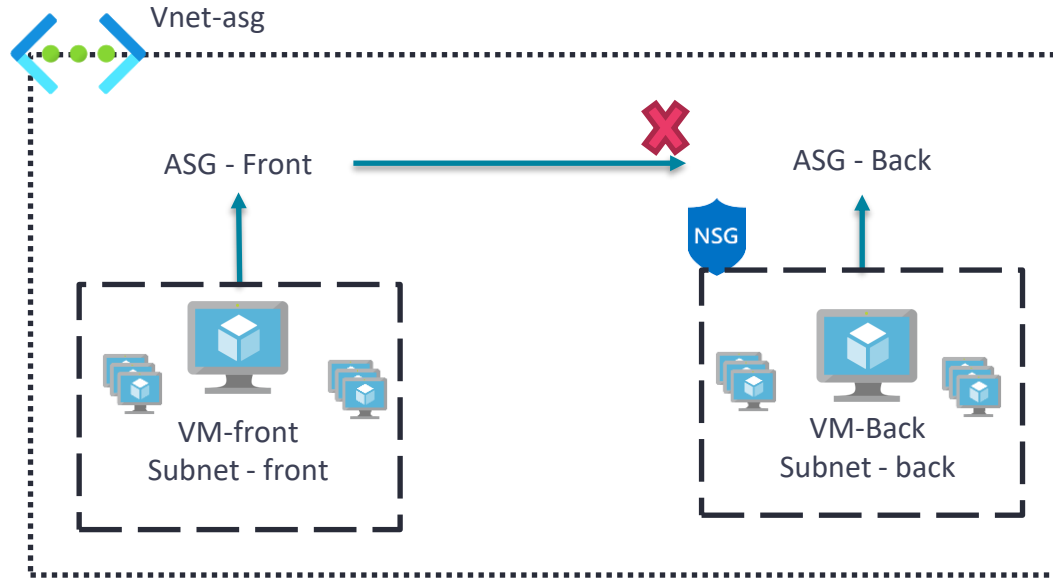 Vnet-asg
ASG - Front
ASG - Back
NSG
VM-front
Subnet - front
VM-Back
Subnet - back